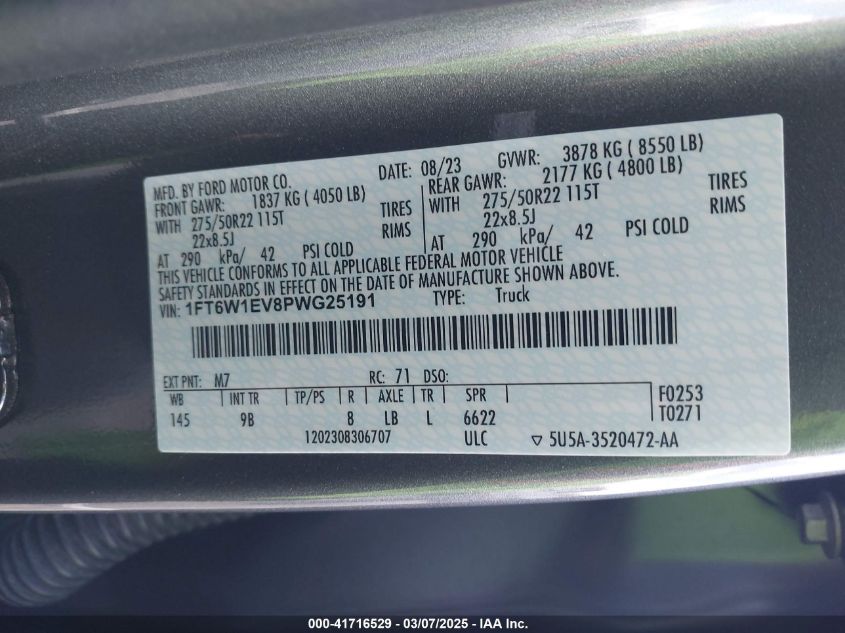 MFD. BY FORD MOTOR CO. DATE: 08/23 GVWR: 3878 KG ( 8550 LB)
FRONT GAWR: 1837 KG ( 4050 LB) REAR GAWR: 2177 KG ( 4800 LB)
WITH 275/50R22 115T TIRES WITH 275/50R22 115T TIRES
22x8.5J RIMS 22x8.5J RIMS
AT 290 kPa/ 42 PSI COLD AT 290 kPa/ 42 PSI COLD
THIS VEHICLE CONFORMS TO ALL APPLICABLE FEDERAL MOTOR VEHICLE
SAFETY STANDARDS IN EFFECT ON THE DATE OF MANUFACTURE SHOWN ABOVE.
VIN: 1FT6W1EV8PWG25191 TYPE: Truck
EXT PNT: M7 RC: 71 DSO:
WB INT TR TP/PS R AXLE TR SPR F0253
145 9B 8 LB L 6622 T0271
1202308306707 ULC ▽ 5U5A-3520472-AA
000-41716529 - 03/07/2025 - IAA Inc.